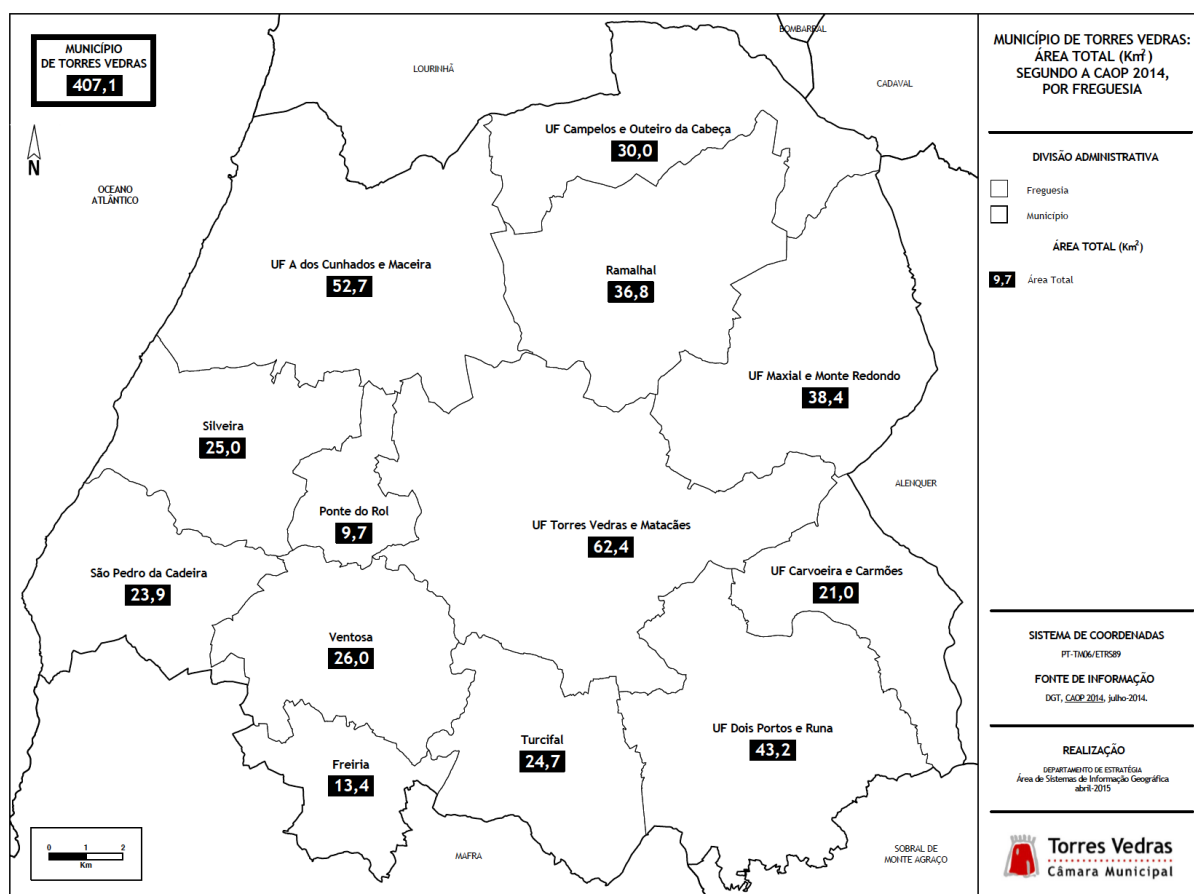 MUNICÍPIO
DE TORRES VEDRAS
407,1
N
OCEANO
ATLÂNTICO
LOURINHÃ
BOMBARRAL
CADAVAL
UF Campelos e Outeiro da Cabeça
30,0
UF A dos Cunhados e Maceira
52,7
Ramalhal
36,8
UF Maxial e Monte Redondo
38,4
Silveira
25,0
ALENQUER
Ponte do Rol
9,7
UF Torres Vedras e Matacães
62,4
São Pedro da Cadeira
23,9
UF Carvoeira e Carmões
21,0
Ventosa
26,0
UF Dois Portos e Runa
43,2
Turcifal
24,7
Freiria
13,4
MAFRA
SOBRAL DE
MONTE AGRAÇO
0 1 2
Km
MUNICÍPIO DE TORRES VEDRAS:
ÁREA TOTAL (Km²)
SEGUNDO A CAOP 2014,
POR FREGUESIA
DIVISÃO ADMINISTRATIVA
Freguesia
Município
ÁREA TOTAL (Km²)
9,7 Área Total
SISTEMA DE COORDENADAS
PT-TM06/ETRS89
FONTE DE INFORMAÇÃO
DGT, CAOP 2014, julho-2014.
REALIZAÇÃO
DEPARTAMENTO DE ESTRATÉGIA
Área de Sistemas de Informação Geográfica
abril-2015
Torres Vedras
Câmara Municipal